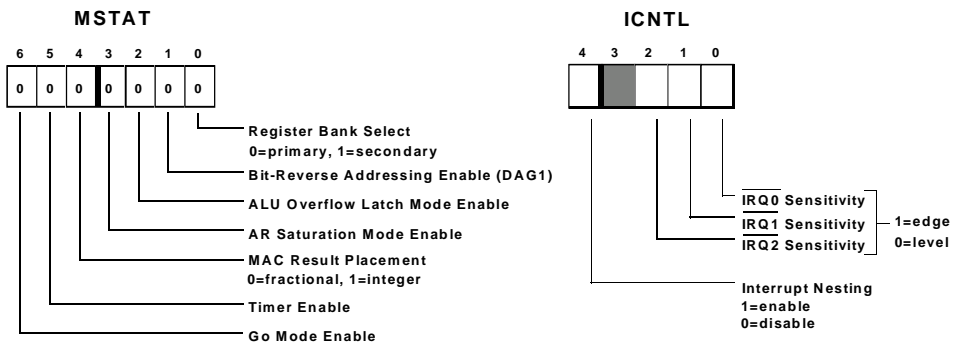 MSTAT
6 5 4 3 2 1 0
0 0 0 0 0 0 0
Register Bank Select
0=primary, 1=secondary
Bit-Reverse Addressing Enable (DAG1)
ALU Overflow Latch Mode Enable
AR Saturation Mode Enable
MAC Result Placement
0=fractional, 1=integer
Timer Enable
Go Mode Enable
ICNTL
4 3 2 1 0
IRQ0 Sensitivity
IRQ1 Sensitivity
IRQ2 Sensitivity
1=edge
0=level
Interrupt Nesting
1=enable
0=disable